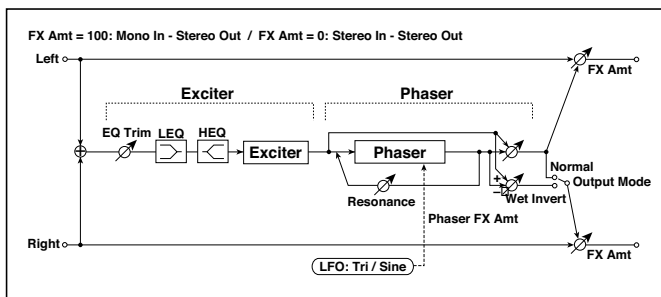 FX Amt = 100: Mono In - Stereo Out  /  FX Amt = 0: Stereo In - Stereo Out
Left
FX Amt
Exciter
Phaser
EQ Trim
LEQ
HEQ
Exciter
Phaser
Normal
Output Mode
+
−
Wet Invert
Resonance
Phaser FX Amt
Right
FX Amt
LFO: Tri / Sine